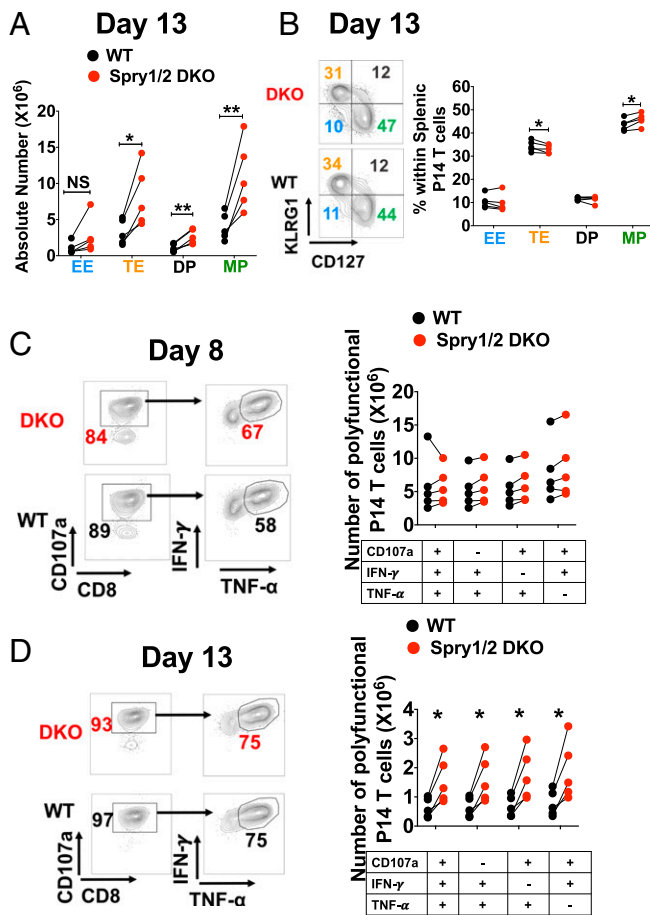 A
Day 13
WT
Spry1/2 DKO
Absolute Number (X10⁶)
20
15
10
5
0
NS
*
**
**
EE
TE
DP
MP
B
Day 13
DKO
31
12
10
47
WT
34
12
11
44
KLRG1
CD127
% within Splenic
P14 T cells
60
50
40
30
20
10
0
*
*
EE
TE
DP
MP
C
Day 8
DKO
84
67
WT
89
58
CD107a
CD8
IFN-γ
TNF-α
WT
Spry1/2 DKO
Number of polyfunctional
P14 T cells (X10⁶)
20
15
10
5
0
CD107a + - + +
IFN-γ + + - +
TNF-α + + + -
D
Day 13
DKO
93
75
WT
97
75
CD107a
CD8
IFN-γ
TNF-α
WT
Spry1/2 DKO
Number of polyfunctional
P14 T cells (X10⁶)
4
3
2
1
0
* * * *
CD107a + - + +
IFN-γ + + - +
TNF-α + + + -